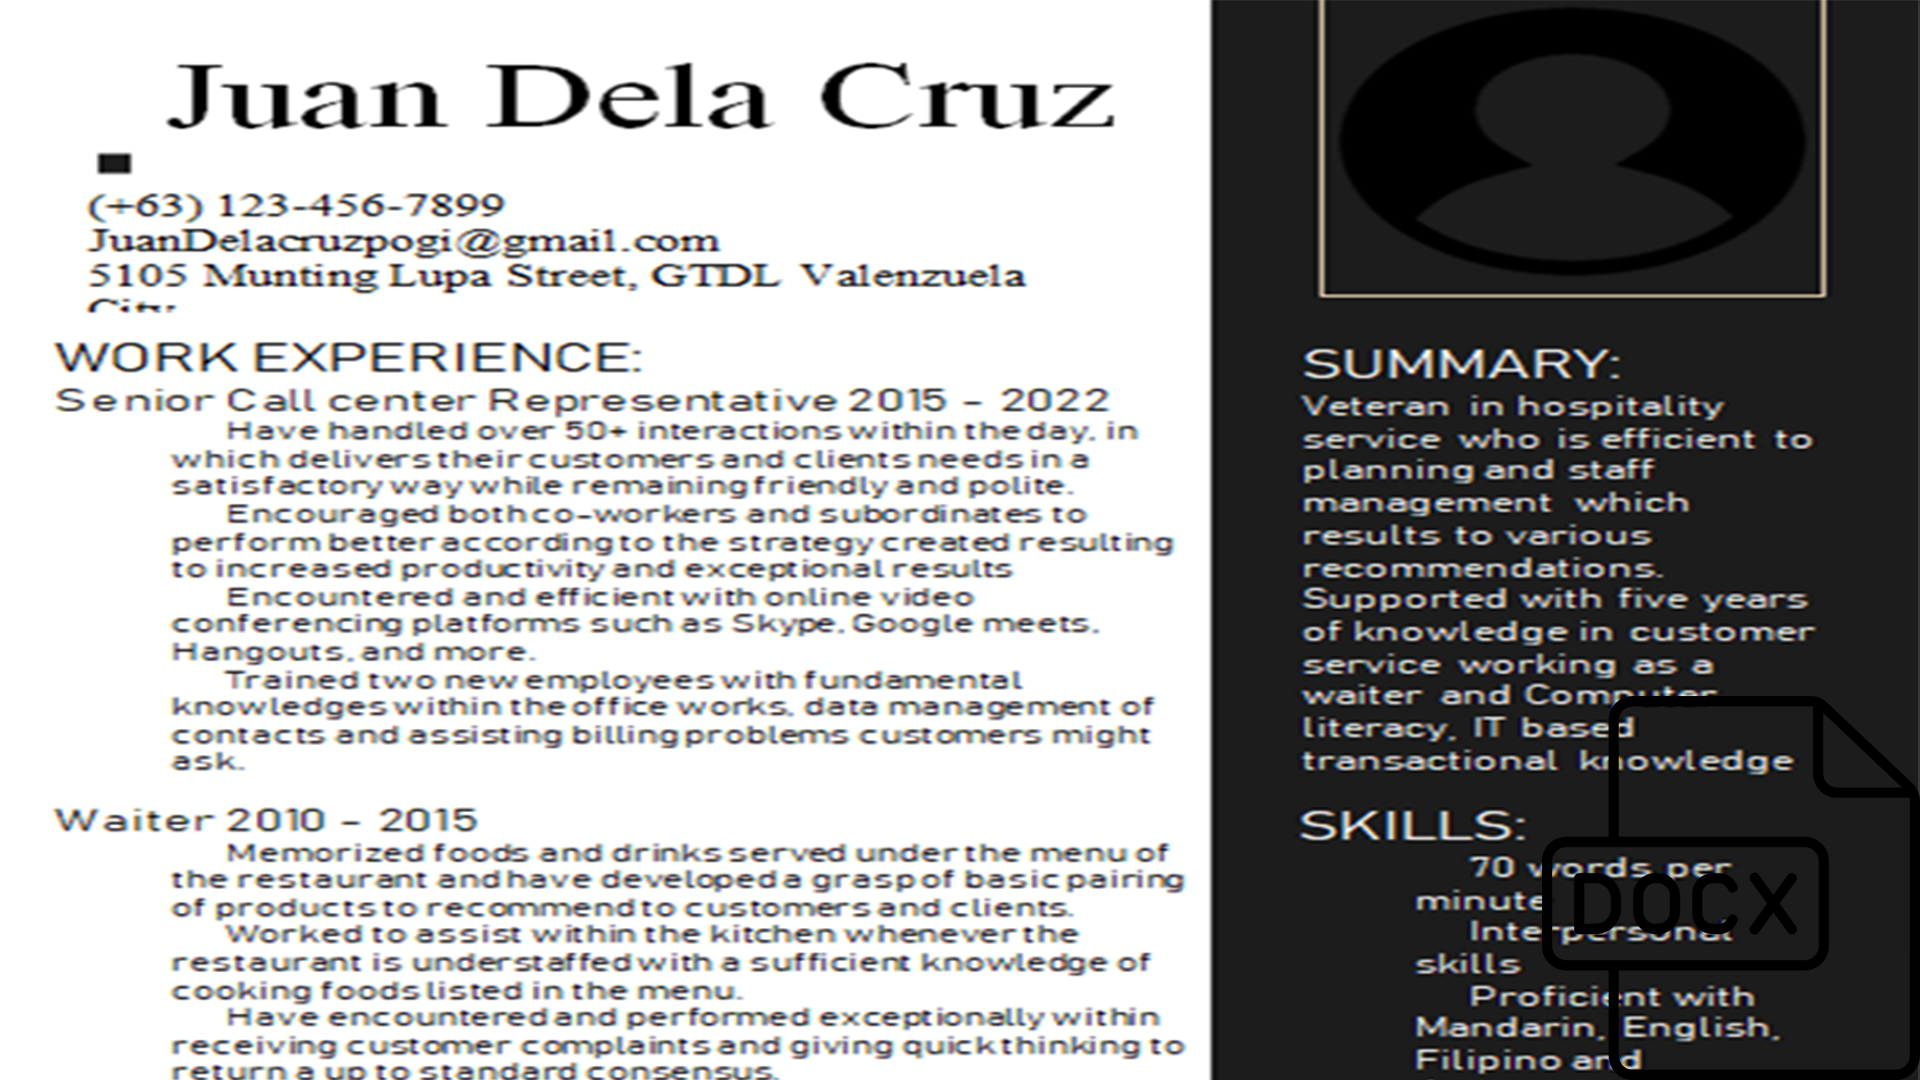 Juan Dela Cruz
(+63) 123-456-7899
JuanDelacruzpogi@gmail.com
5105 Munting Lupa Street, GTDL Valenzuela
City
WORK EXPERIENCE:
Senior Call center Representative 2015 - 2022
Have handled over 50+ interactions within the day, in
which delivers their customers and clients needs in a
satisfactory way while remaining friendly and polite.
Encouraged both co-workers and subordinates to
perform better according to the strategy created resulting
to increased productivity and exceptional results
Encountered and efficient with online video
conferencing platforms such as Skype, Google meets,
Hangouts, and more.
Trained two new employees with fundamental
knowledges within the office works, data management of
contacts and assisting billing problems customers might
ask.
Waiter 2010 - 2015
Memorized foods and drinks served under the menu of
the restaurant and have developed a grasp of basic pairing
of products to recommend to customers and clients.
Worked to assist within the kitchen whenever the
restaurant is understaffed with a sufficient knowledge of
cooking foods listed in the menu.
Have encountered and performed exceptionally within
receiving customer complaints and giving quick thinking to
return a up to standard consensus.
SUMMARY:
Veteran in hospitality
service who is efficient to
planning and staff
management which
results to various
recommendations.
Supported with five years
of knowledge in customer
service working as a
waiter and Computer
literacy, IT based
transactional knowledge
SKILLS:
70 words per
minute
Interpersonal
skills
Proficient with
Mandarin, English,
Filipino and
DOCX